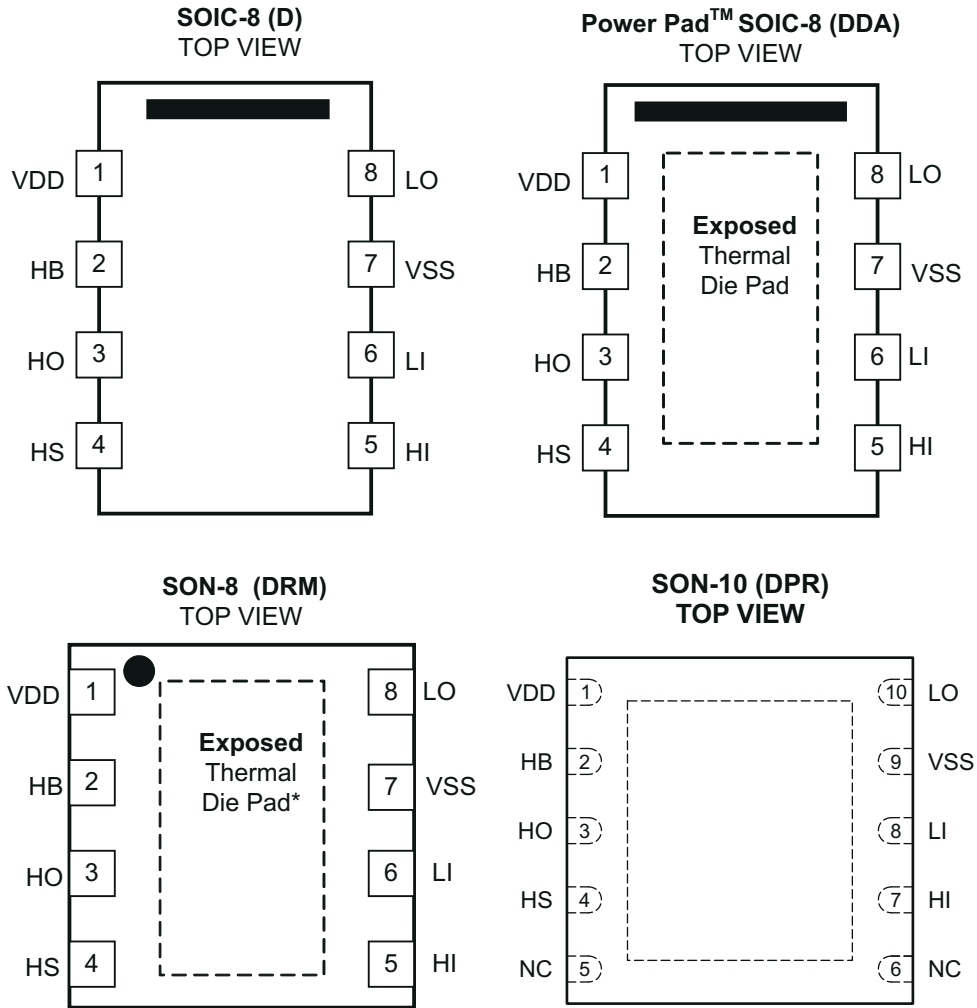 SOIC-8 (D)
TOP VIEW
VDD 1 8 LO
HB 2 7 VSS
HO 3 6 LI
HS 4 5 HI
Power Pad™ SOIC-8 (DDA)
TOP VIEW
VDD 1 8 LO
Exposed
Thermal
Die Pad
HB 2 7 VSS
HO 3 6 LI
HS 4 5 HI
SON-8 (DRM)
TOP VIEW
VDD 1 8 LO
Exposed
Thermal
Die Pad*
HB 2 7 VSS
HO 3 6 LI
HS 4 5 HI
SON-10 (DPR)
TOP VIEW
VDD 1 10 LO
HB 2 9 VSS
HO 3 8 LI
HS 4 7 HI
NC 5 6 NC